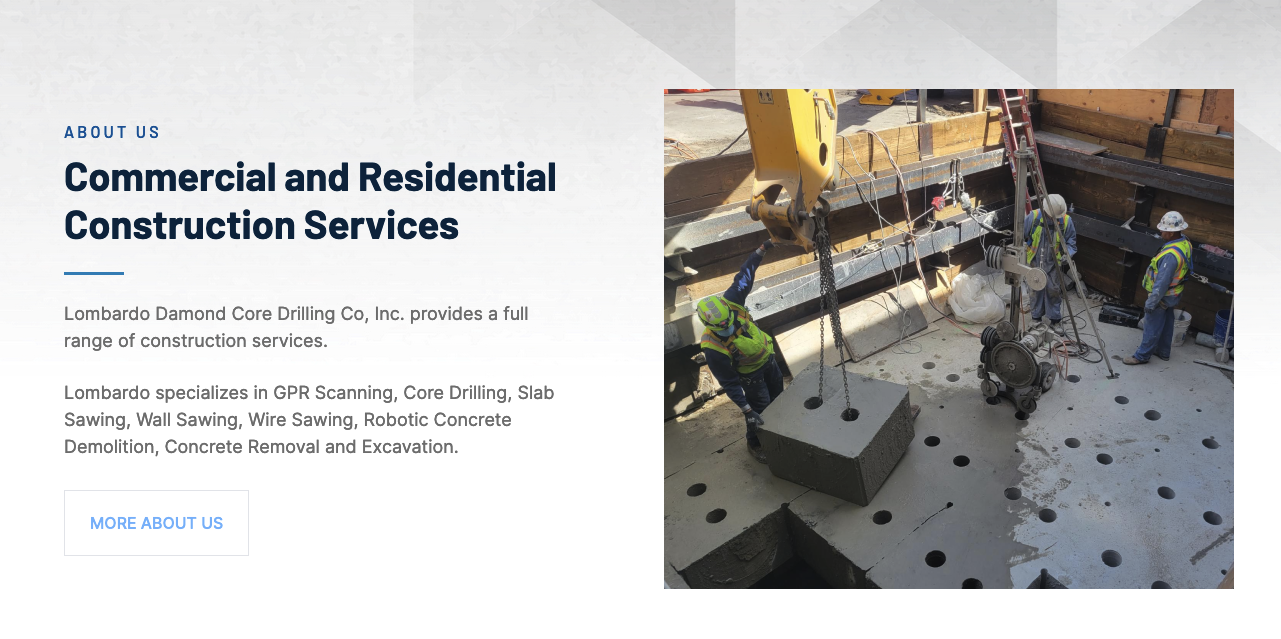 ABOUT US
Commercial and Residential
Construction Services
Lombardo Damond Core Drilling Co, Inc. provides a full
range of construction services.
Lombardo specializes in GPR Scanning, Core Drilling, Slab
Sawing, Wall Sawing, Wire Sawing, Robotic Concrete
Demolition, Concrete Removal and Excavation.
MORE ABOUT US